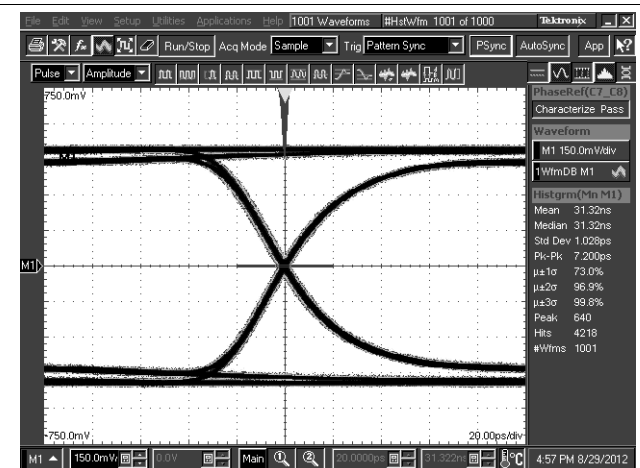 File Edit View Setup Utilities Applications Help 1001 Waveforms #HstWfm 1001 of 1000 Tektronix
Run/Stop Acq Mode Sample Trig Pattern Sync PSync AutoSync App
Pulse Amplitude
750.0mV
PhaseRef(C7_C8)
Characterize Pass
Waveform
M1 150.0mV/div
1WfmDB M1
Histgrm(Mn M1)
Mean 31.32ns
Median 31.32ns
Std Dev 1.028ps
Pk-Pk 7.200ps
µ±1σ 73.0%
µ±2σ 96.9%
µ±3σ 99.8%
Peak 640
Hits 4218
#Wfms 1001
M1
-750.0mV 20.00ps/div
M1 150.0mV/ 0.0V Main 20.0000ps 31.322ns °C 4:57 PM 8/29/2012